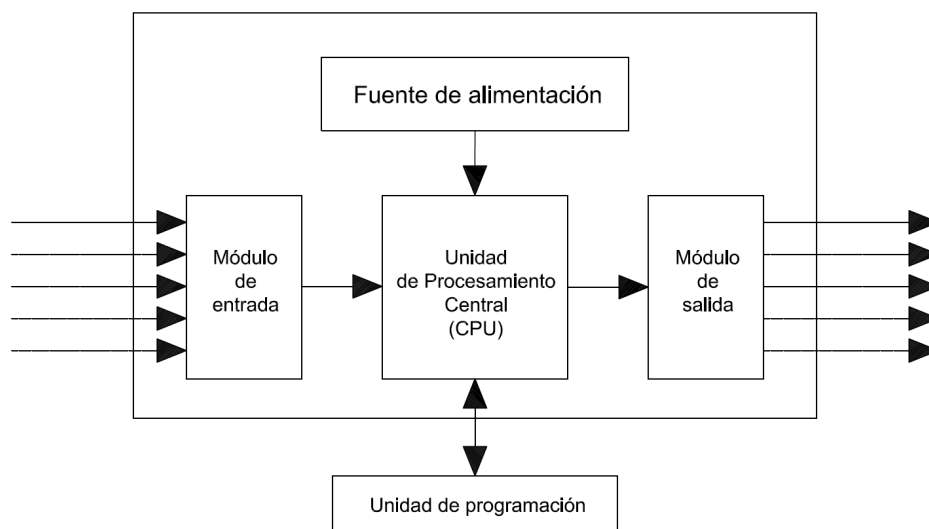 Fuente de alimentación
Módulo
de
entrada
Unidad
de Procesamiento
Central
(CPU)
Módulo
de
salida
Unidad de programación